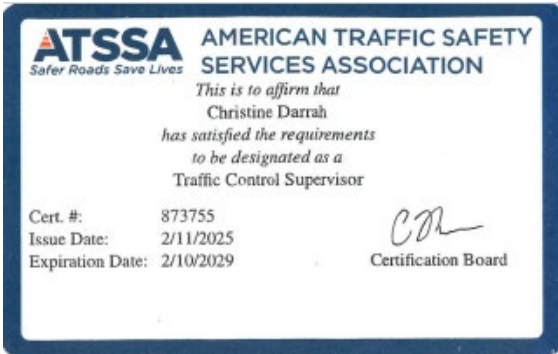 ATSSA
Safer Roads Save Lives
AMERICAN TRAFFIC SAFETY
SERVICES ASSOCIATION
This is to affirm that
Christine Darrah
has satisfied the requirements
to be designated as a
Traffic Control Supervisor
Cert. #: 873755
Issue Date: 2/11/2025
Expiration Date: 2/10/2029
Certification Board